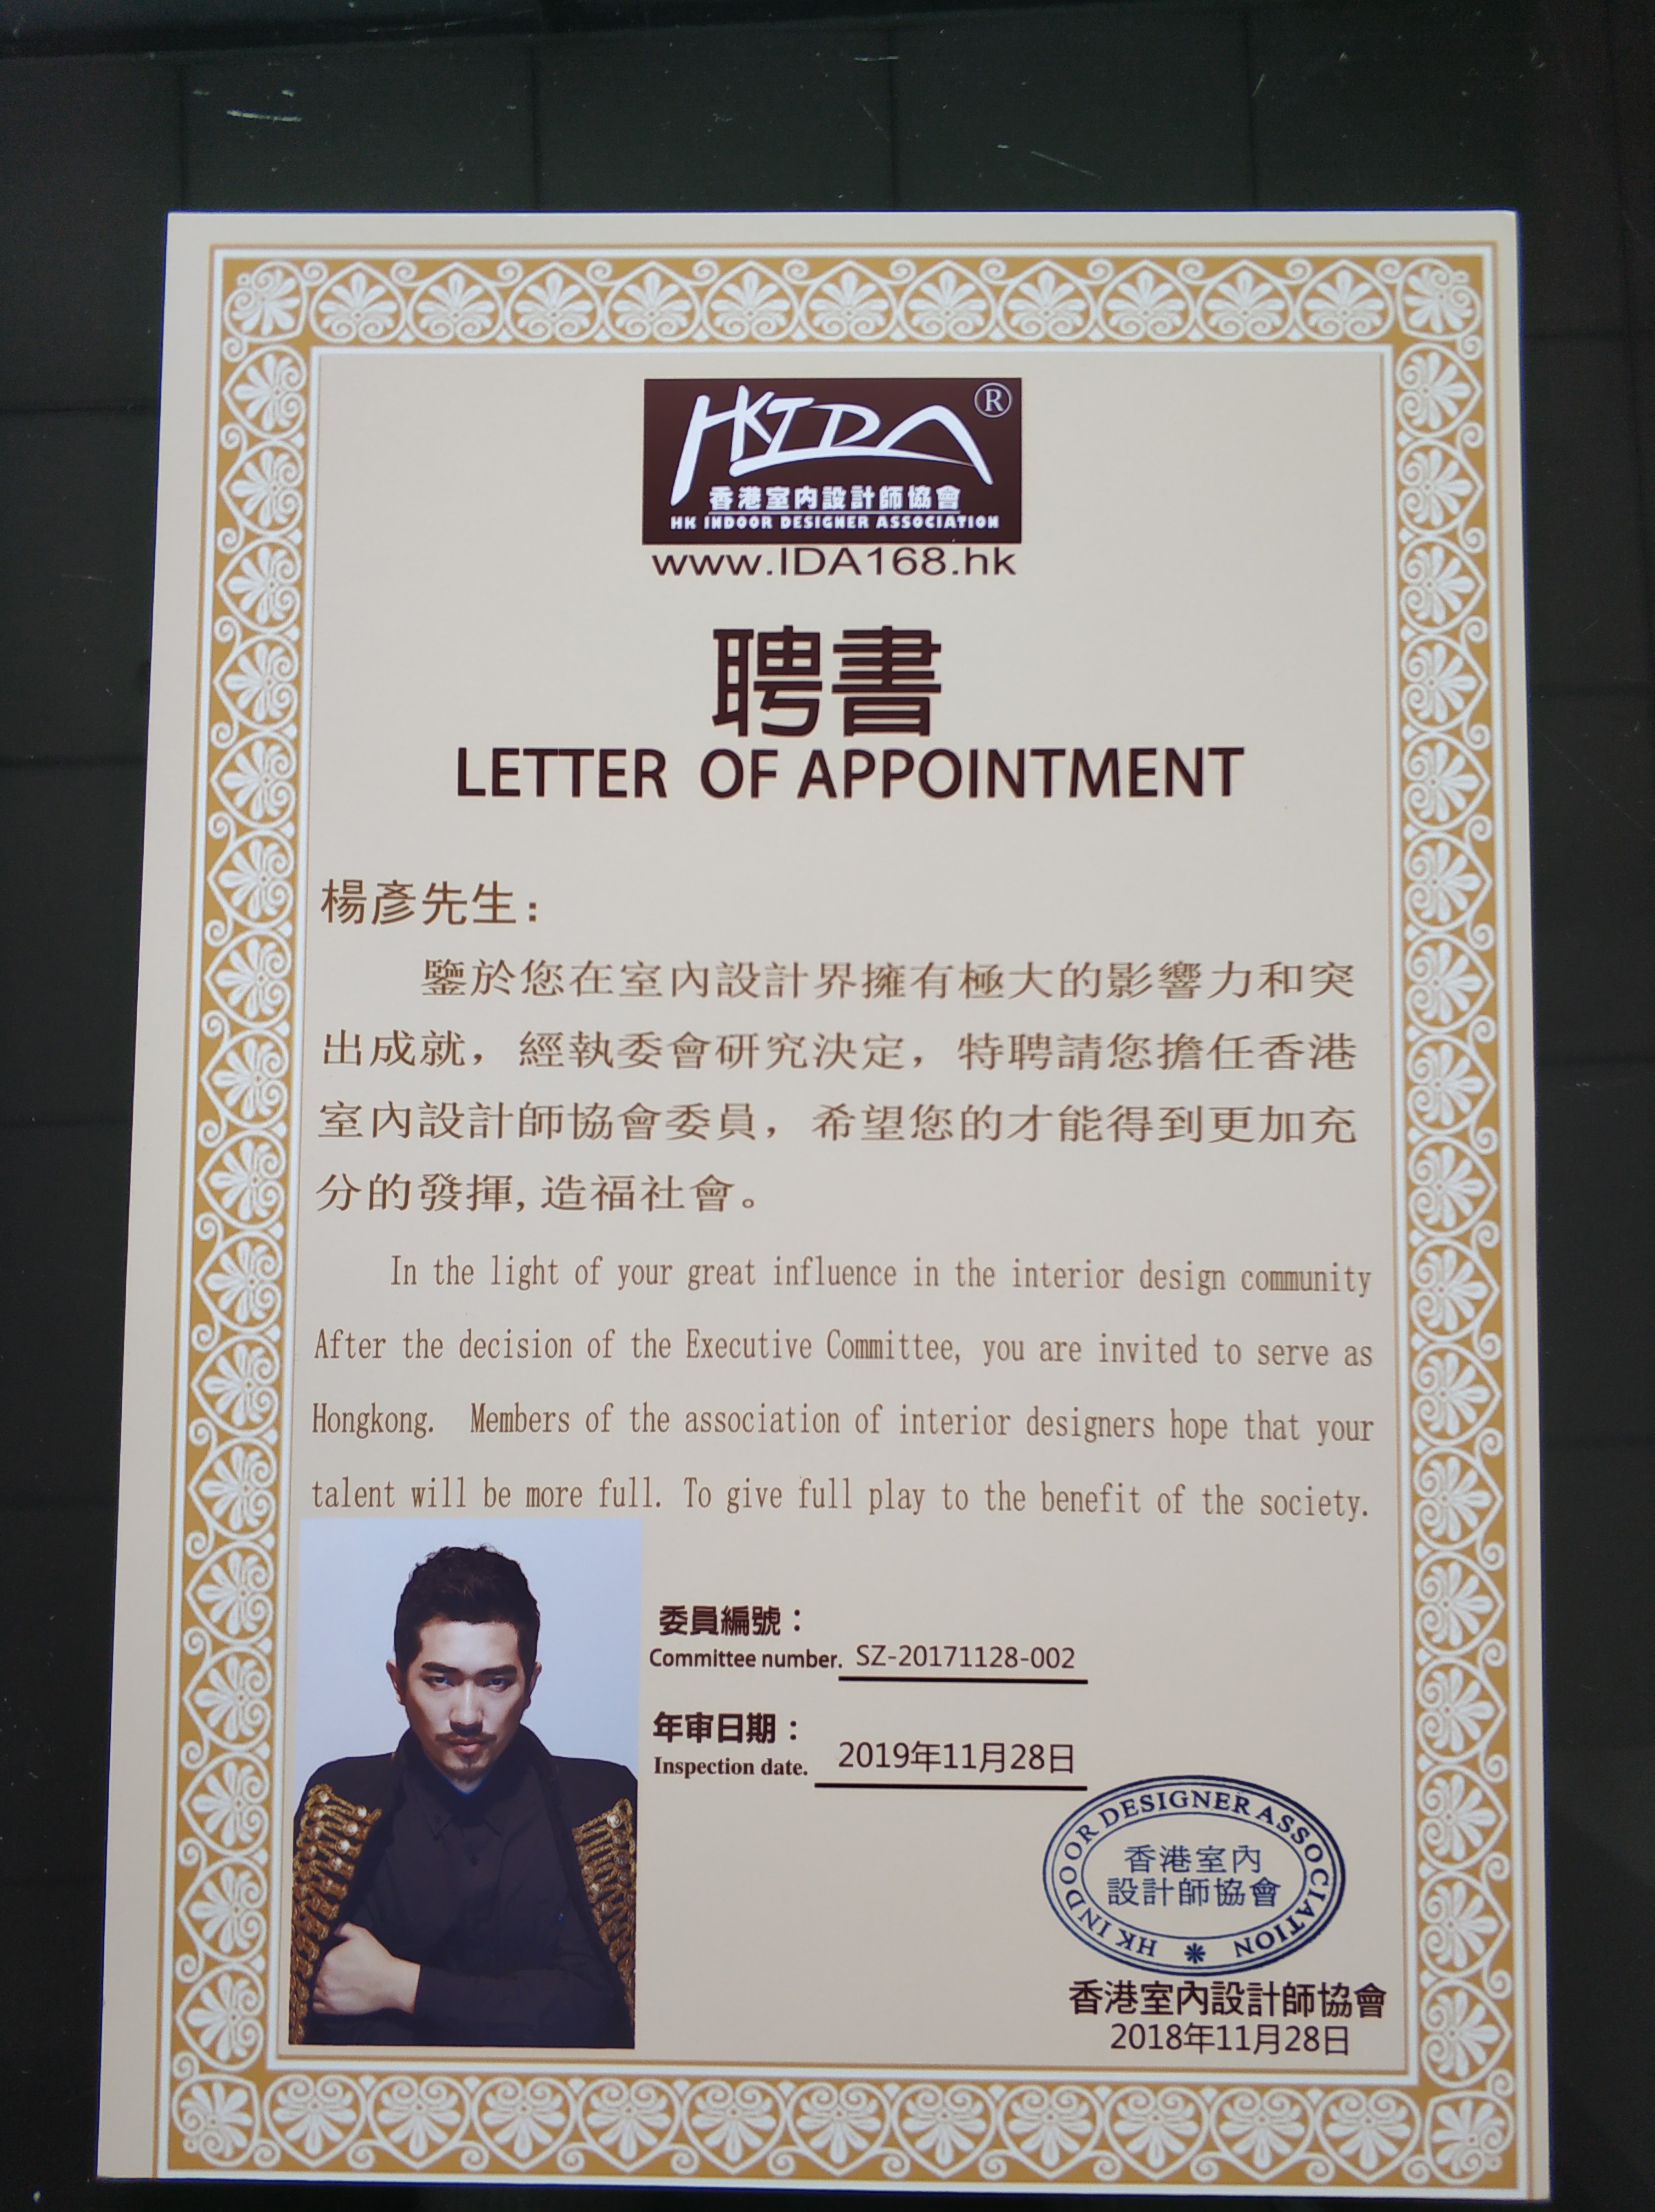 HKIDA®
香港室內設計師協會
HK INDOOR DESIGNER ASSOCIATION
www.IDA168.hk
聘書
LETTER OF APPOINTMENT
楊彥先生：
鑒於您在室內設計界擁有極大的影響力和突
出成就，經執委會研究決定，特聘請您擔任香港
室內設計師協會委員，希望您的才能得到更加充
分的發揮,造福社會。
In the light of your great influence in the interior design community
After the decision of the Executive Committee, you are invited to serve as
Hongkong. Members of the association of interior designers hope that your
talent will be more full. To give full play to the benefit of the society.
委員編號：
Committee number. SZ-20171128-002
年审日期：
Inspection date. 2019年11月28日
HK INDOOR DESIGNER ASSOCIATION
香港室內
設計師協會
香港室內設計師協會
2018年11月28日